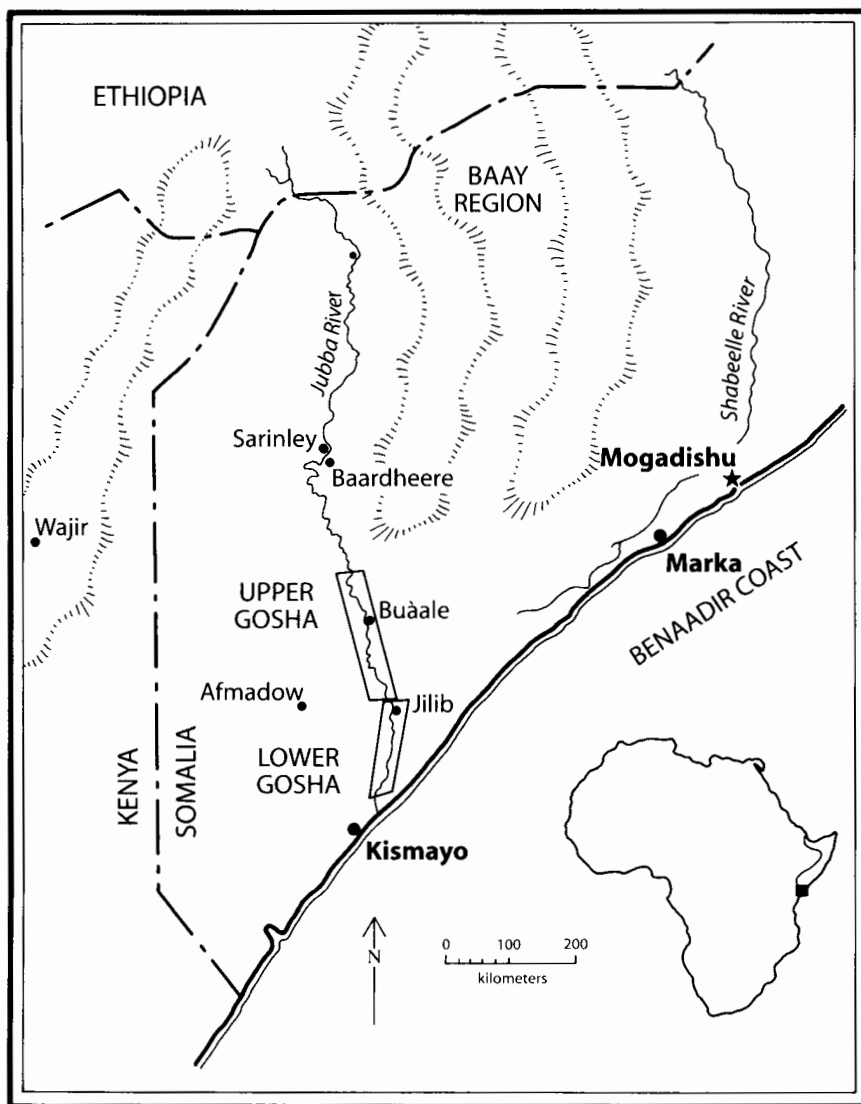 ETHIOPIA
BAAY
REGION
Jubba River
Shabeelle River
Sarinley
Baardheere
Mogadishu
Wajir
Marka
UPPER
GOSHA
Buàale
BENAADIR COAST
Afmadow
Jilib
KENYA
SOMALIA
LOWER
GOSHA
Kismayo
N
0 100 200
kilometers